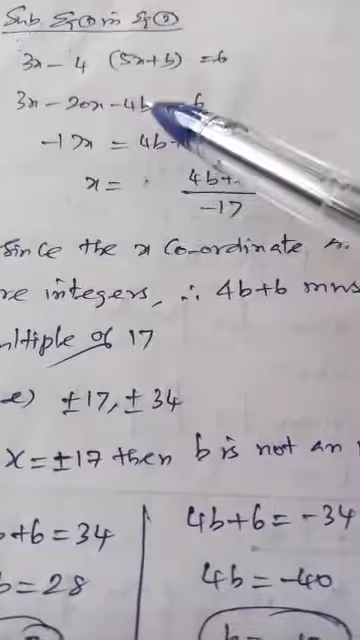 Sub Eq ① in Eq ②
3x - 4 (5x+b) = 6
3x - 20x - 4b = 6
-17x = 4b+
x = 4b+ / -17
Since the x co-ordinate
integers, ∴ 4b+6
multiple of 17
±17, ±34
x = ±17 then b is not an
+6 = 34
4b+6 = -34
= 28
4b = -40